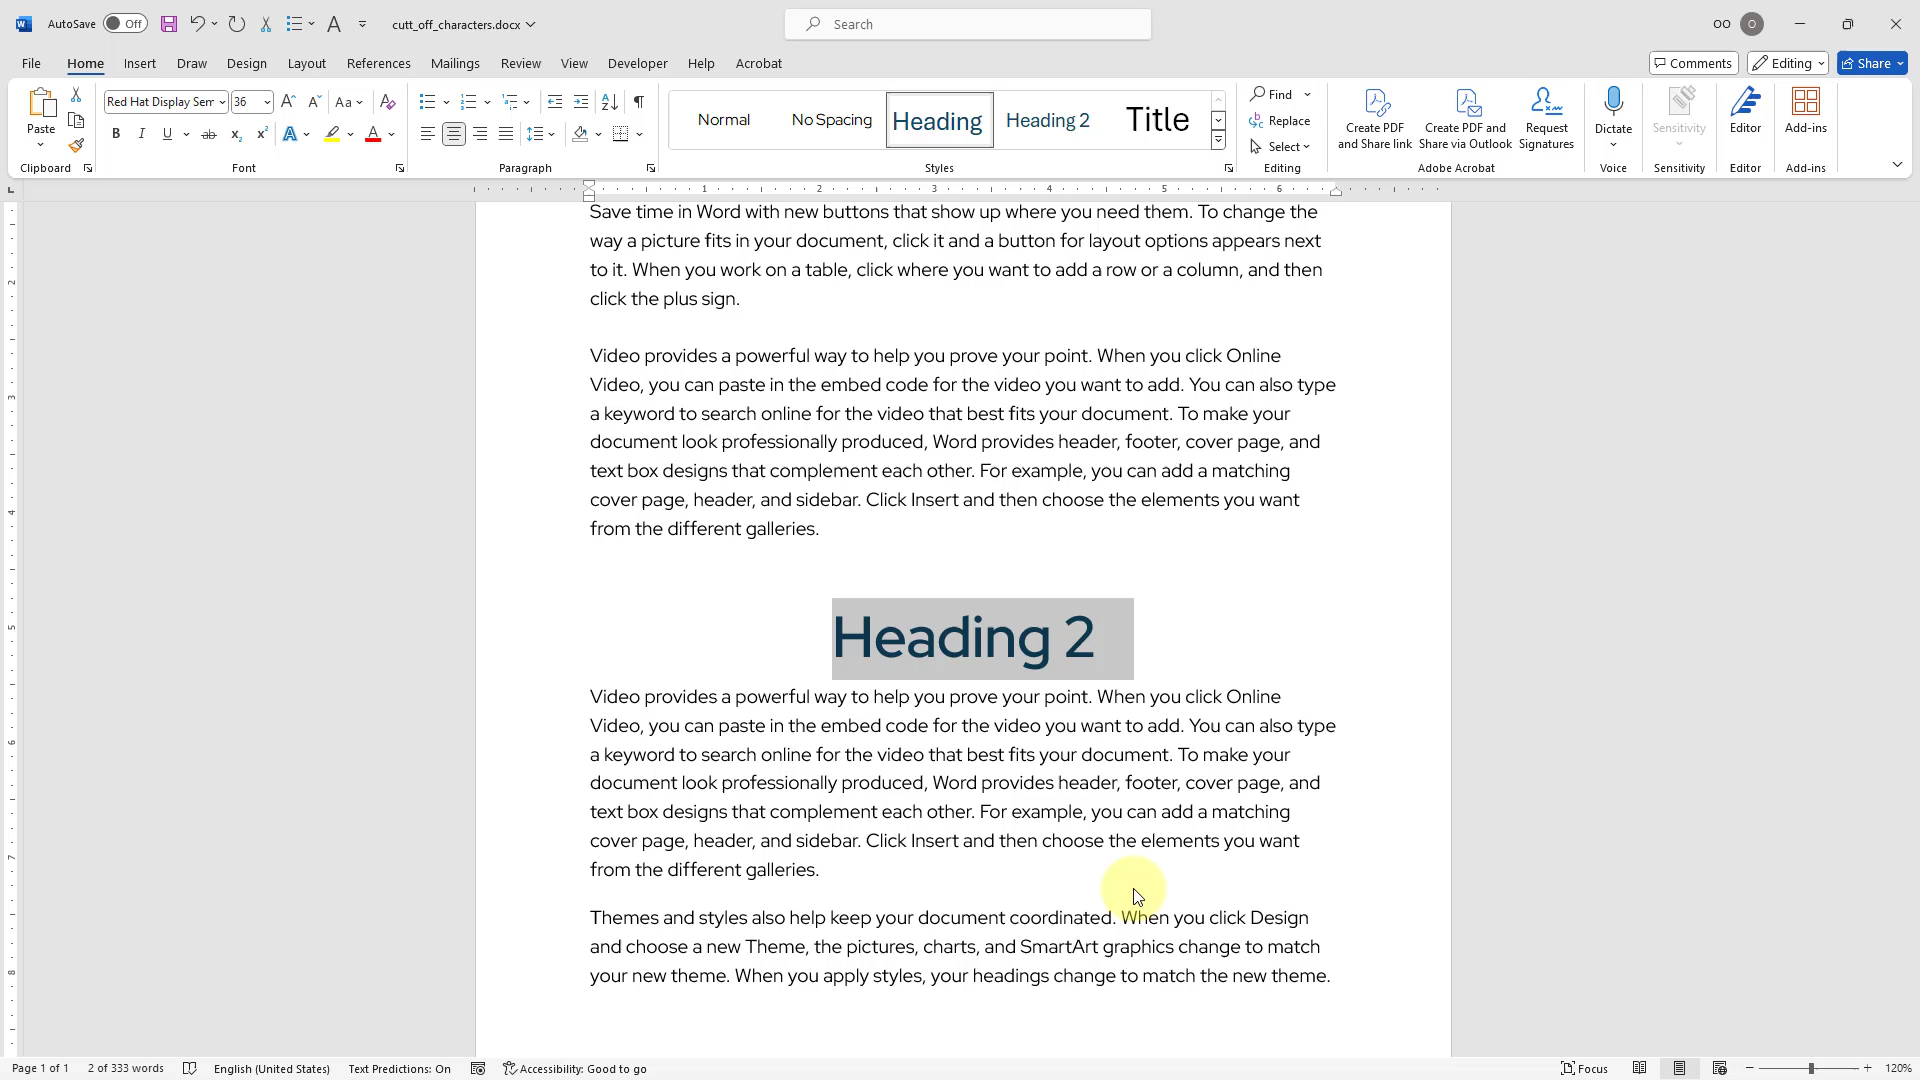 AutoSave Off cutt_off_characters.docx Search OO O
File Home Insert Draw Design Layout References Mailings Review View Developer Help Acrobat Comments Editing Share
Paste Clipboard
Red Hat Display Sem 36 Font
Paragraph
Normal No Spacing Heading Heading 2 Title Styles
Find
Replace
Select
Editing
Create PDF and Share link Create PDF and Share via Outlook Request Signatures Adobe Acrobat
Dictate Voice
Sensitivity Sensitivity
Editor Editor
Add-ins Add-ins
1 2 3 4 5 6
Save time in Word with new buttons that show up where you need them. To change the
way a picture fits in your document, click it and a button for layout options appears next
to it. When you work on a table, click where you want to add a row or a column, and then
click the plus sign.
Video provides a powerful way to help you prove your point. When you click Online
Video, you can paste in the embed code for the video you want to add. You can also type
a keyword to search online for the video that best fits your document. To make your
document look professionally produced, Word provides header, footer, cover page, and
text box designs that complement each other. For example, you can add a matching
cover page, header, and sidebar. Click Insert and then choose the elements you want
from the different galleries.
Heading 2
Video provides a powerful way to help you prove your point. When you click Online
Video, you can paste in the embed code for the video you want to add. You can also type
a keyword to search online for the video that best fits your document. To make your
document look professionally produced, Word provides header, footer, cover page, and
text box designs that complement each other. For example, you can add a matching
cover page, header, and sidebar. Click Insert and then choose the elements you want
from the different galleries.
Themes and styles also help keep your document coordinated. When you click Design
and choose a new Theme, the pictures, charts, and SmartArt graphics change to match
your new theme. When you apply styles, your headings change to match the new theme.
Page 1 of 1 2 of 333 words English (United States) Text Predictions: On Accessibility: Good to go Focus 120%